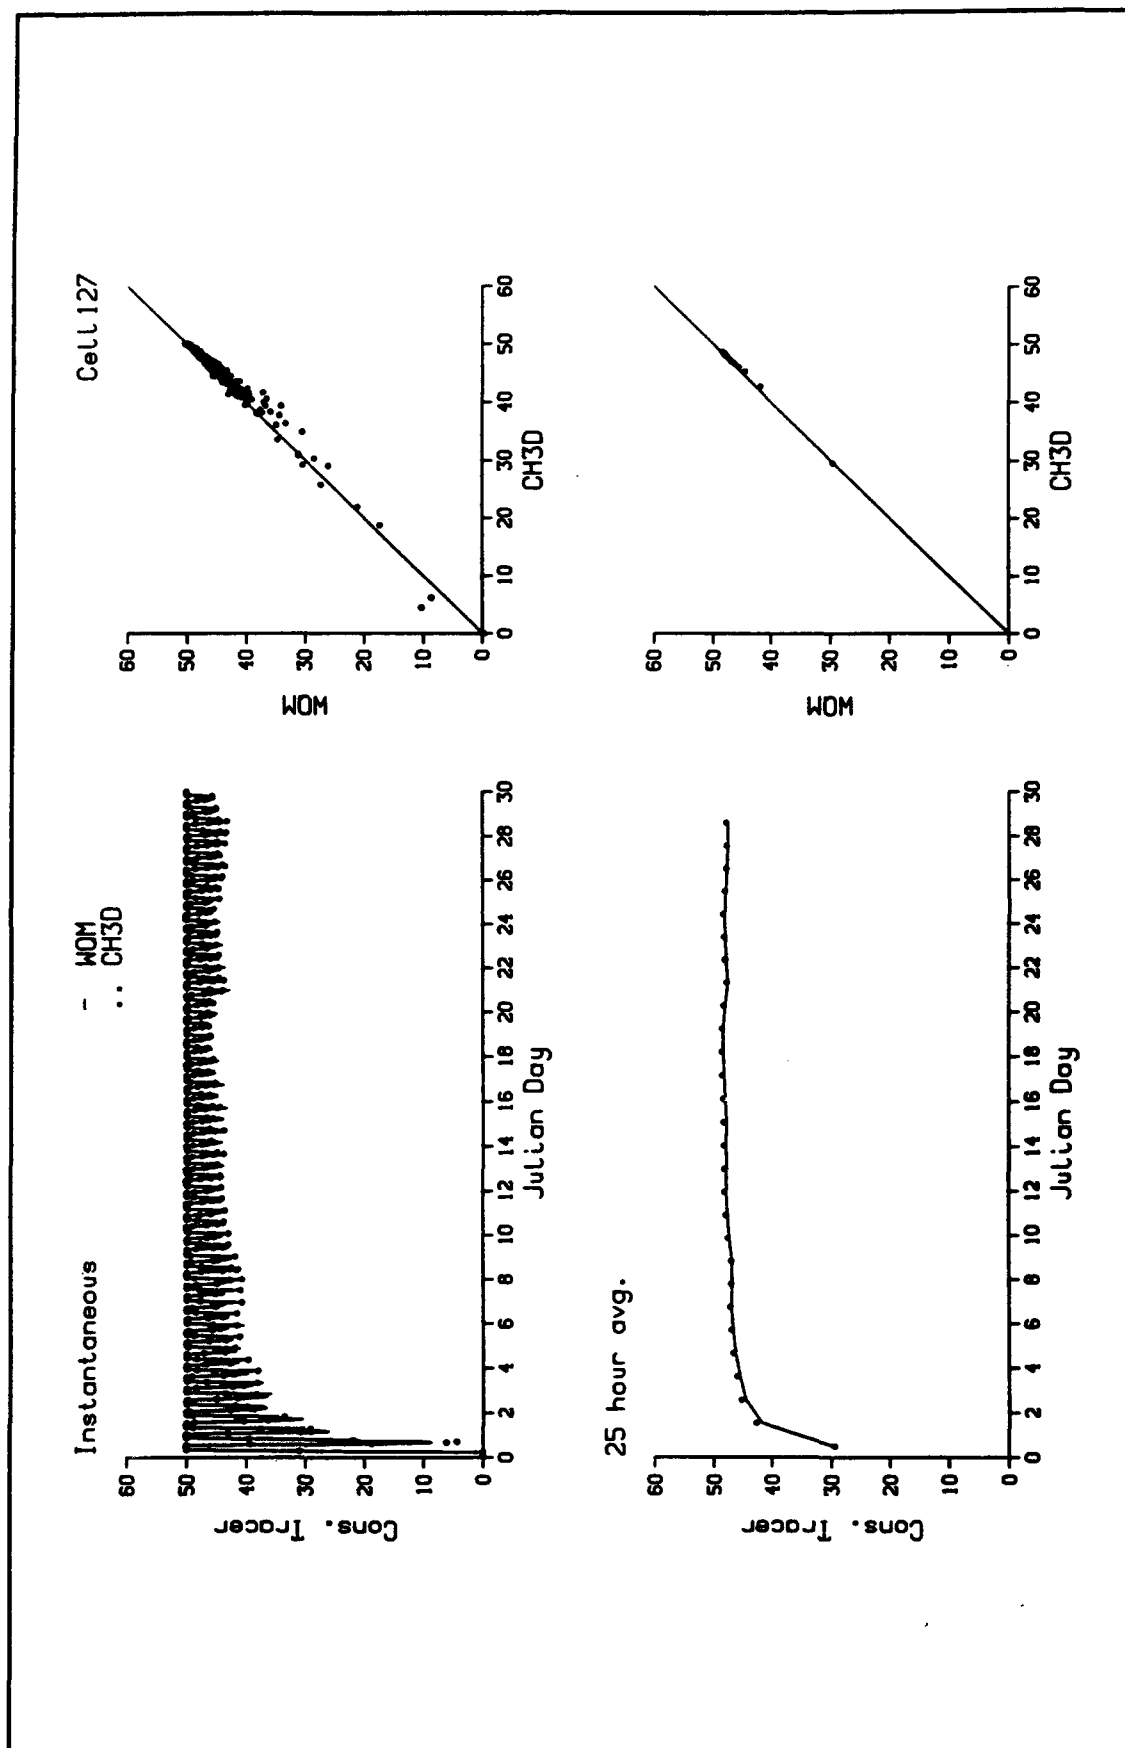 Cell 127
Instantaneous
– WQM
.. CH3D
Cons. Tracer
60
50
40
30
20
10
0
0 2 4 6 8 10 12 14 16 18 20 22 24 26 28 30
Julian Day
WQM
60
50
40
30
20
10
0
0 10 20 30 40 50 60
CH3D
25 hour avg.
Cons. Tracer
60
50
40
30
20
10
0
0 2 4 6 8 10 12 14 16 18 20 22 24 26 28 30
Julian Day
WQM
60
50
40
30
20
10
0
0 10 20 30 40 50 60
CH3D